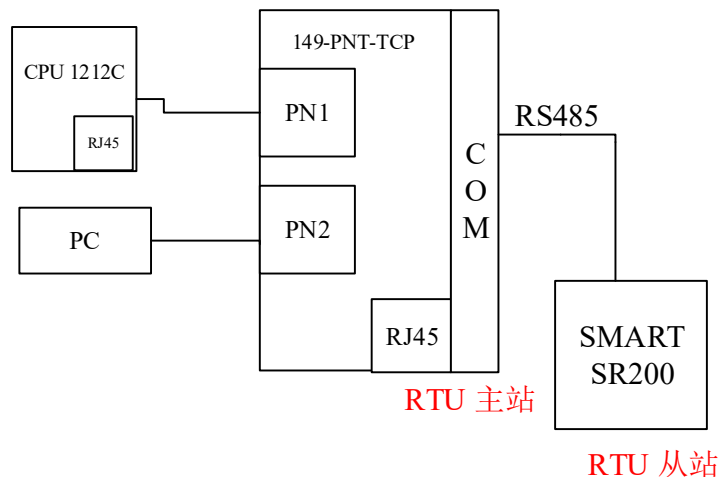 149-PNT-TCP
CPU 1212C
RJ45
PN1
PN2
PC
C
O
M
RJ45
RS485
SMART
SR200
RTU 主站
RTU 从站